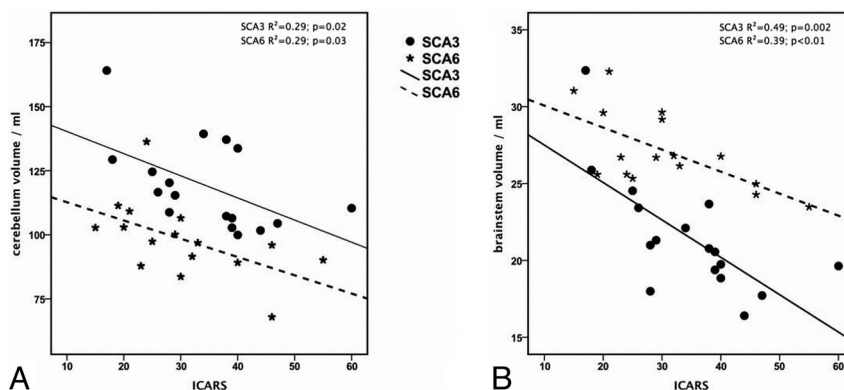 SCA3 R²=0.29; p=0.02
SCA6 R²=0.29; p=0.03
175
150
125
100
75
cerebellum volume / ml
10 20 30 40 50 60
ICARS
A
SCA3
SCA6
SCA3
SCA6
SCA3 R²=0.49; p=0.002
SCA6 R²=0.39; p<0.01
35
30
25
20
15
brainstem volume / ml
10 20 30 40 50 60
ICARS
B